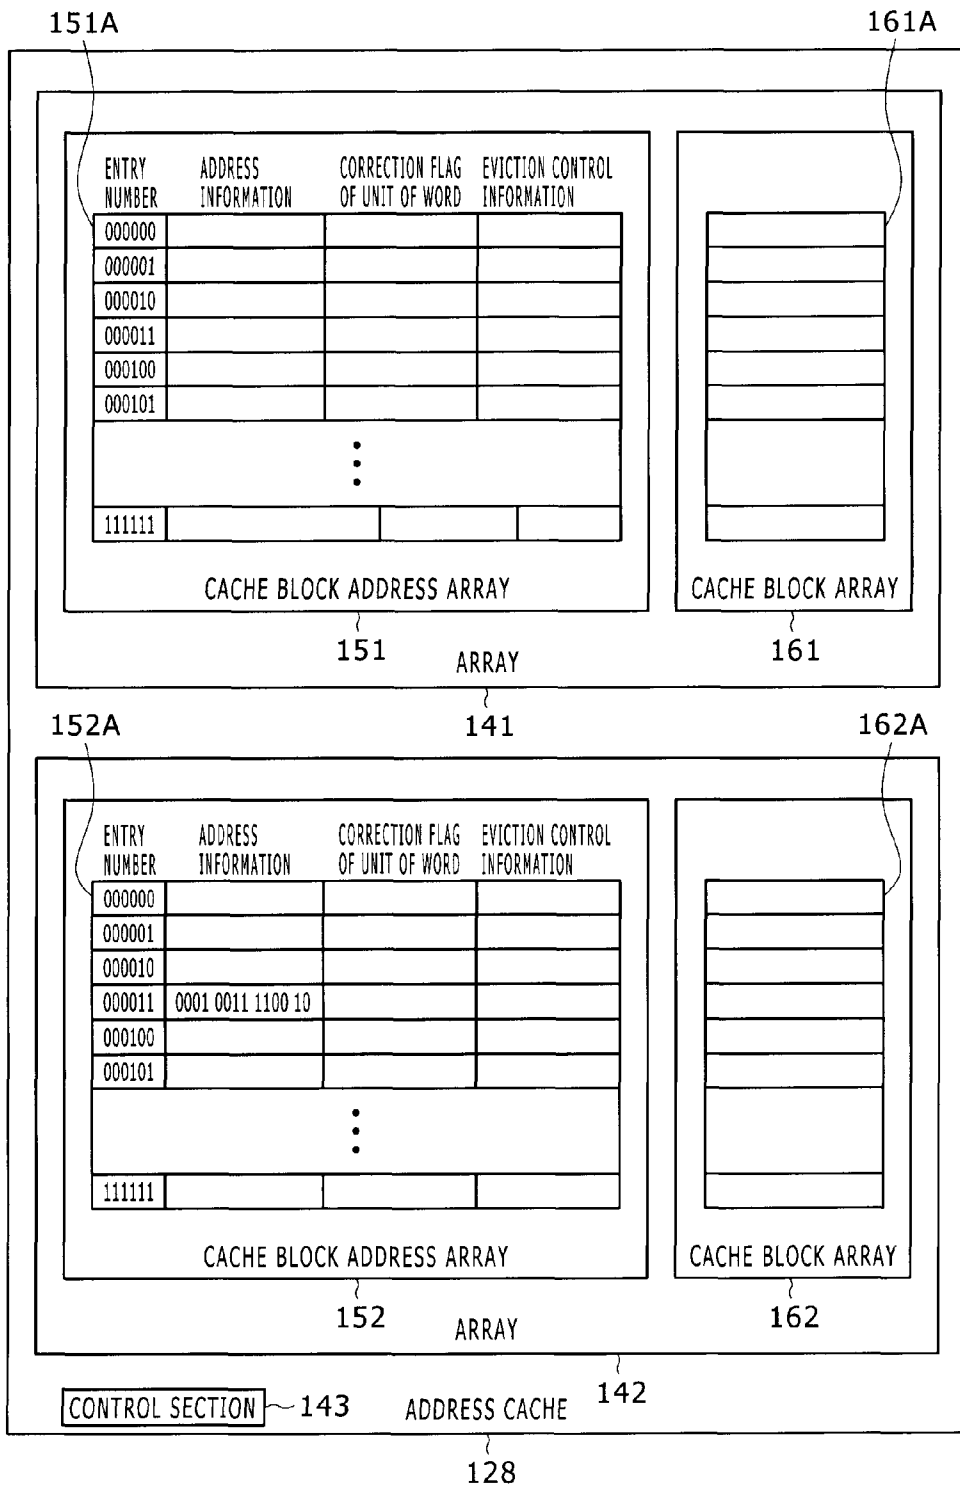 151A 161A
ENTRY ADDRESS CORRECTION FLAG EVICTION CONTROL
NUMBER INFORMATION OF UNIT OF WORD INFORMATION
000000
000001
000010
000011
000100
000101
111111
CACHE BLOCK ADDRESS ARRAY CACHE BLOCK ARRAY
151 161
ARRAY
141
152A 162A
ENTRY ADDRESS CORRECTION FLAG EVICTION CONTROL
NUMBER INFORMATION OF UNIT OF WORD INFORMATION
000000
000001
000010
000011 0001 0011 1100 10
000100
000101
111111
CACHE BLOCK ADDRESS ARRAY CACHE BLOCK ARRAY
152 162
ARRAY
142
CONTROL SECTION 143 ADDRESS CACHE
128